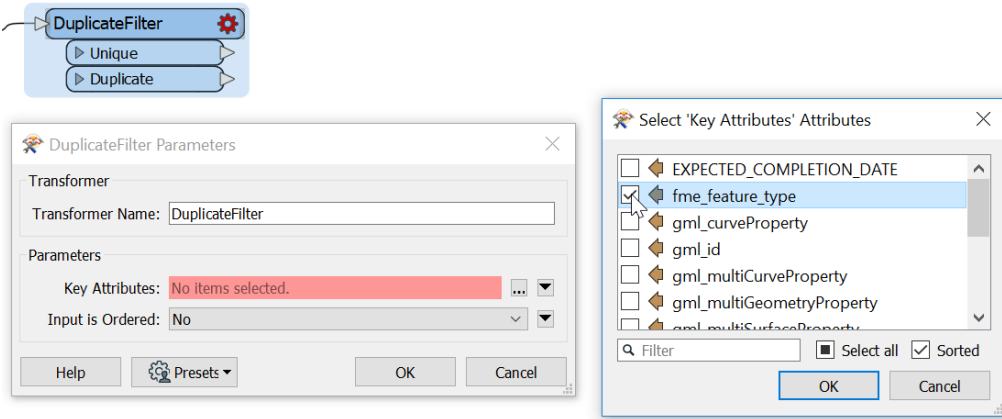 DuplicateFilter
Unique
Duplicate
DuplicateFilter Parameters
Transformer
Transformer Name: DuplicateFilter
Parameters
Key Attributes: No items selected. ...
Input is Ordered: No
Help Presets OK Cancel
Select 'Key Attributes' Attributes
EXPECTED_COMPLETION_DATE
fme_feature_type
gml_curveProperty
gml_id
gml_multiCurveProperty
gml_multiGeometryProperty
gml_multiSurfaceProperty
Filter Select all Sorted
OK Cancel